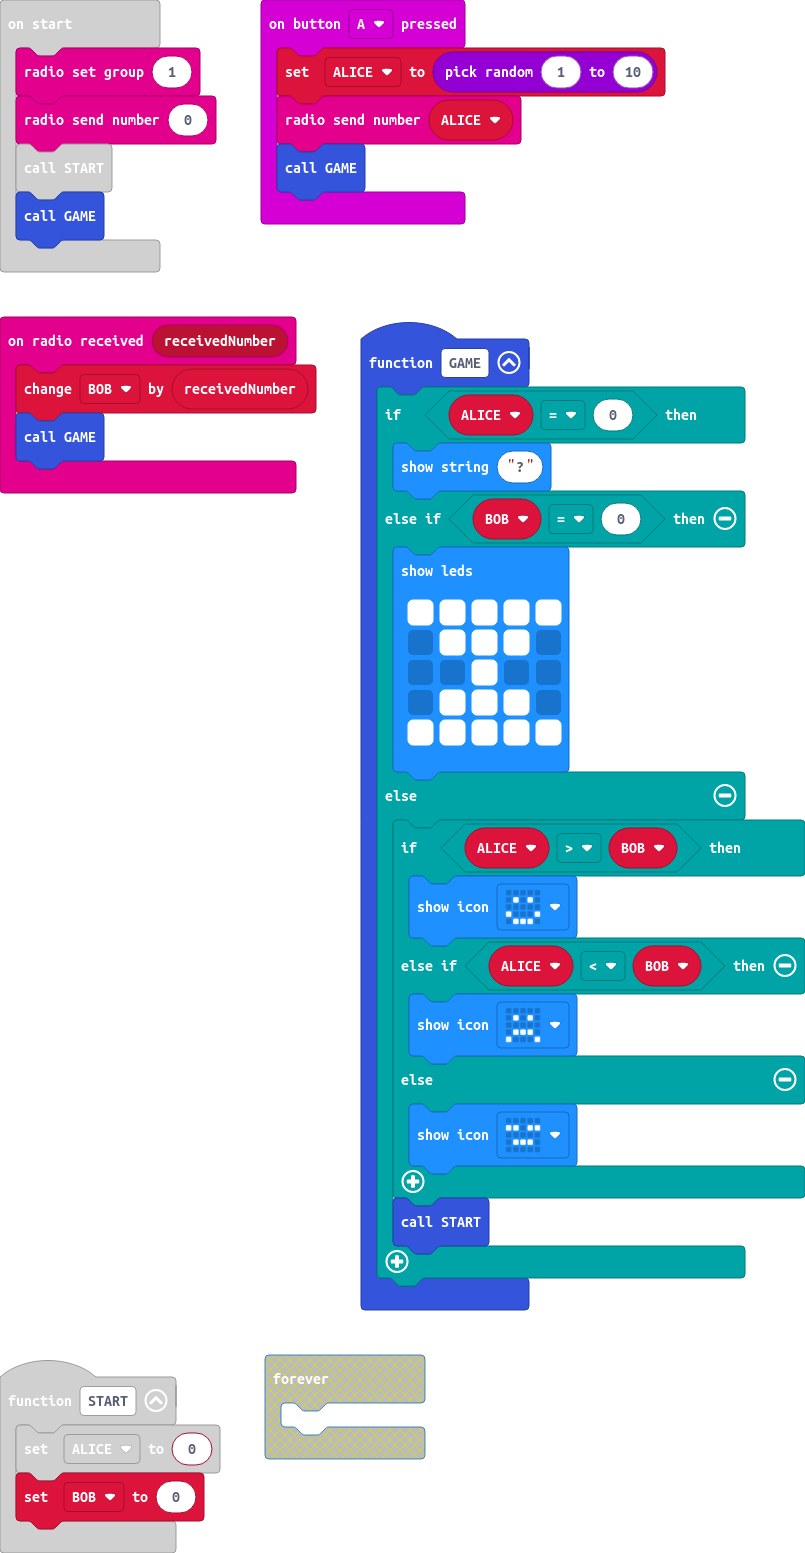 on start
radio set group 1
radio send number 0
call START
call GAME
on button A pressed
set ALICE to pick random 1 to 10
radio send number ALICE
call GAME
on radio received receivedNumber
change BOB by receivedNumber
call GAME
function GAME
if ALICE = 0 then
show string "?"
else if BOB = 0 then
show leds
else
if ALICE > BOB then
show icon
else if ALICE < BOB then
show icon
else
show icon
call START
function START
set ALICE to 0
set BOB to 0
forever